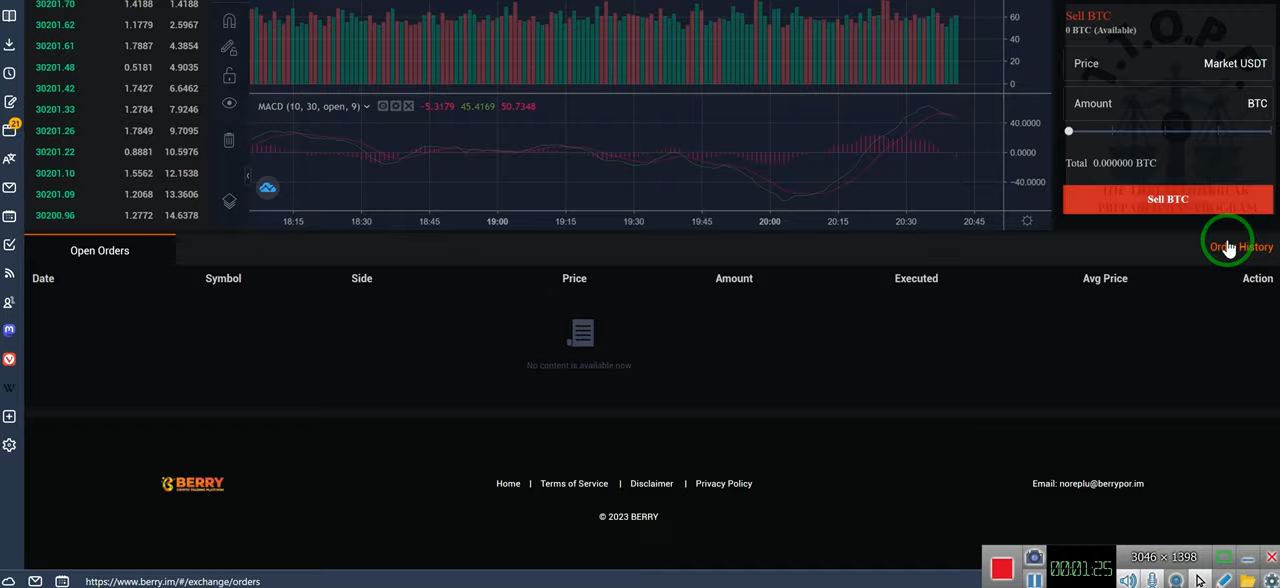 30201.70 1.4188 1.4188
30201.62 1.1779 2.5967
30201.61 1.7887 4.3854
30201.48 0.5181 4.9035
30201.42 1.7427 6.6462
30201.33 1.2784 7.9246
30201.26 1.7849 9.7095
30201.22 0.8881 10.5976
30201.10 1.5562 12.1538
30201.09 1.2068 13.3606
30200.96 1.2772 14.6378
21
60
40
20
0
MACD (10, 30, open, 9) -5.3179 45.4169 50.7348
40.0000
0.0000
-40.0000
18:15 18:30 18:45 19:00 19:15 19:30 19:45 20:00 20:15 20:30 20:45
Sell BTC
0 BTC (Available)
Price Market USDT
Amount BTC
Total 0.000000 BTC
Sell BTC
Open Orders
Order History
Date Symbol Side Price Amount Executed Avg Price Action
No content is available now
BERRY
CRYPTO TRADING PLATFORM
Home | Terms of Service | Disclaimer | Privacy Policy
Email: noreplu@berrypor.im
© 2023 BERRY
00:01:25
3046 × 1398
https://www.berry.im/#/exchange/orders